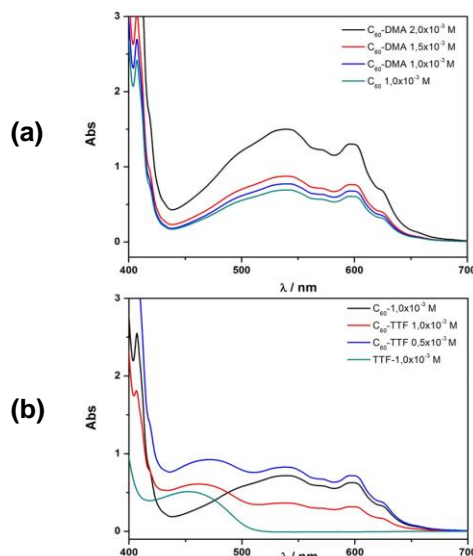 (a)
Abs
3
2
1
0
400
500
600
700
λ / nm
C60-DMA 2,0x10-3 M
C60-DMA 1,5x10-3 M
C60-DMA 1,0x10-3 M
C60 1,0x10-3 M
(b)
Abs
3
2
1
0
400
500
600
700
λ / nm
C60-1,0x10-3 M
C60-TTF 1,0x10-3 M
C60-TTF 0,5x10-3 M
TTF-1,0x10-3 M